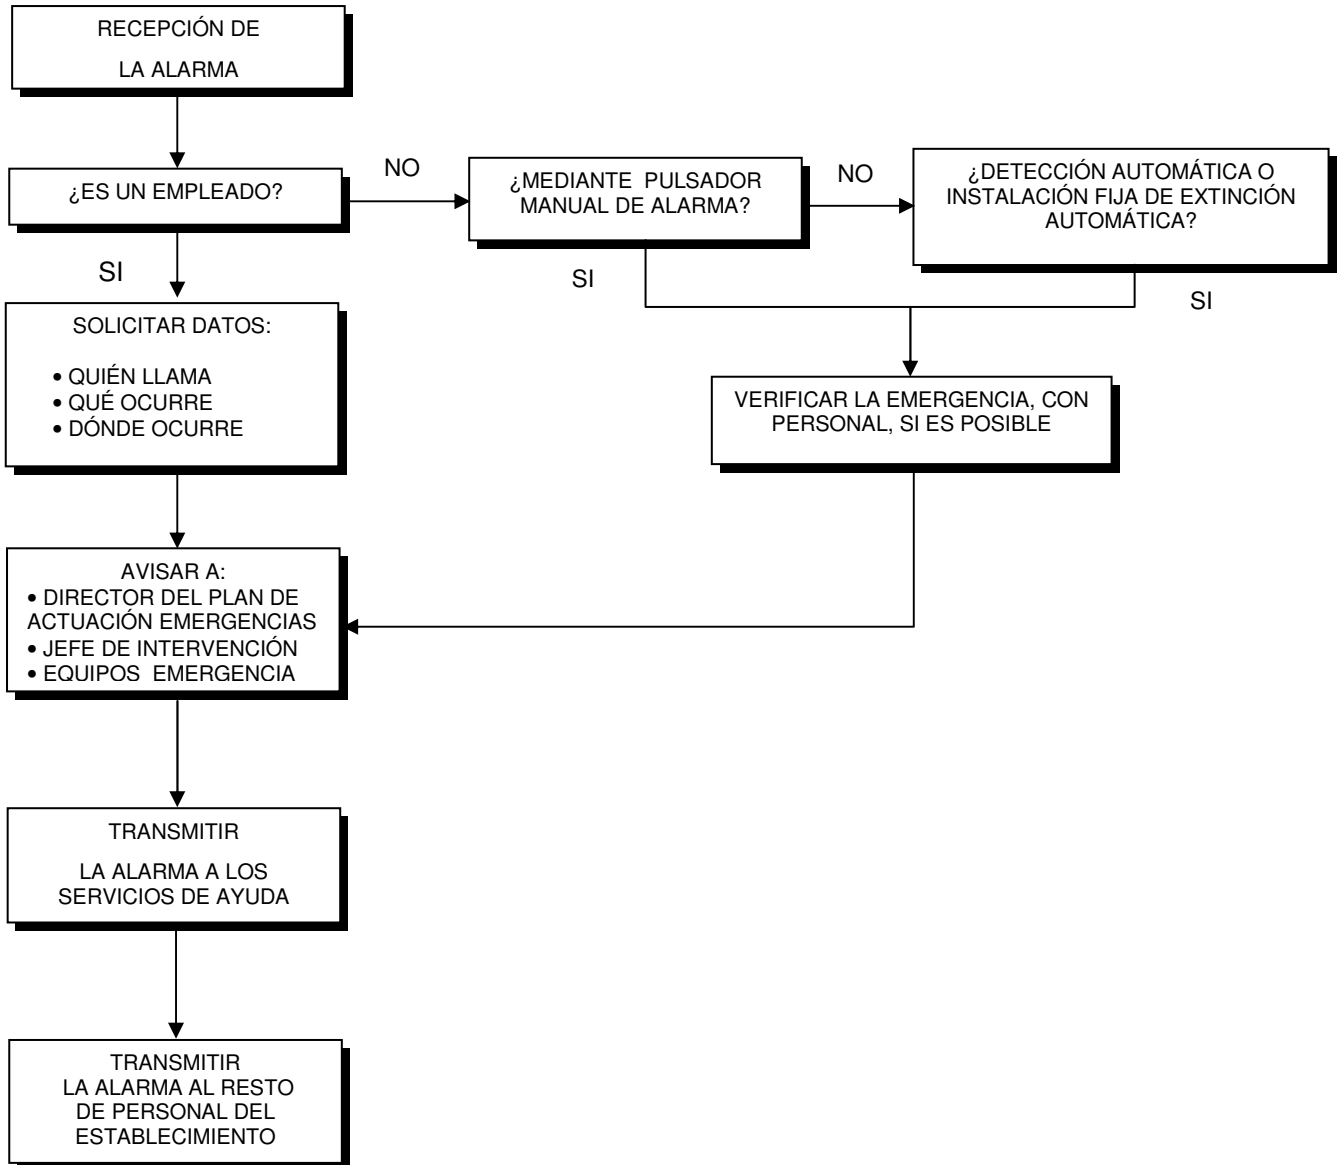 RECEPCIÓN DE
LA ALARMA
¿ES UN EMPLEADO?
NO
¿MEDIANTE PULSADOR
MANUAL DE ALARMA?
NO
¿DETECCIÓN AUTOMÁTICA O
INSTALACIÓN FIJA DE EXTINCIÓN
AUTOMÁTICA?
SI
SI
SI
SOLICITAR DATOS:
• QUIÉN LLAMA
• QUÉ OCURRE
• DÓNDE OCURRE
VERIFICAR LA EMERGENCIA, CON
PERSONAL, SI ES POSIBLE
AVISAR A:
• DIRECTOR DEL PLAN DE
ACTUACIÓN EMERGENCIAS
• JEFE DE INTERVENCIÓN
• EQUIPOS EMERGENCIA
TRANSMITIR
LA ALARMA A LOS
SERVICIOS DE AYUDA
TRANSMITIR
LA ALARMA AL RESTO
DE PERSONAL DEL
ESTABLECIMIENTO